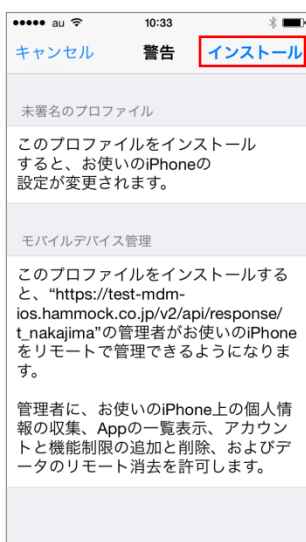 au 10:33
キャンセル 警告 インストール
未署名のプロファイル
このプロファイルをインストール
すると、お使いのiPhoneの
設定が変更されます。
モバイルデバイス管理
このプロファイルをインストールする
と、“https://test-mdm-
ios.hammock.co.jp/v2/api/response/
t_nakajima”の管理者がお使いのiPhone
をリモートで管理できるようになりま
す。
管理者に、お使いのiPhone上の個人情
報の収集、Appの一覧表示、アカウン
トと機能制限の追加と削除、およびデ
ータのリモート消去を許可します。